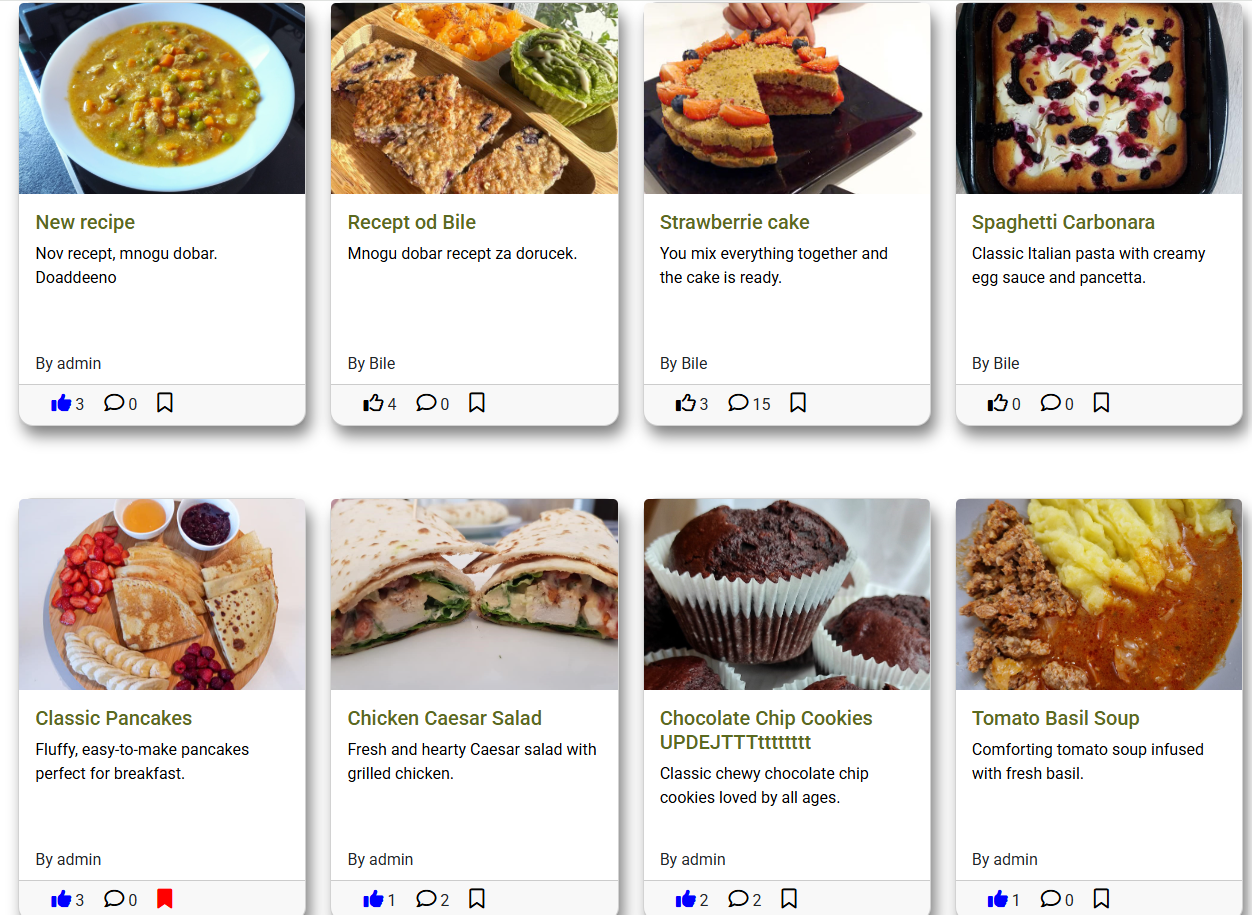 New recipe
Nov recept, mnogu dobar.
Doaddeeno
By admin
3 0
Recept od Bile
Mnogu dobar recept za dorucek.
By Bile
4 0
Strawberrie cake
You mix everything together and
the cake is ready.
By Bile
3 15
Spaghetti Carbonara
Classic Italian pasta with creamy
egg sauce and pancetta.
By Bile
0 0
Classic Pancakes
Fluffy, easy-to-make pancakes
perfect for breakfast.
By admin
3 0
Chicken Caesar Salad
Fresh and hearty Caesar salad with
grilled chicken.
By admin
1 2
Chocolate Chip Cookies
UPDEJTTTtttttttt
Classic chewy chocolate chip
cookies loved by all ages.
By admin
2 2
Tomato Basil Soup
Comforting tomato soup infused
with fresh basil.
By admin
1 0